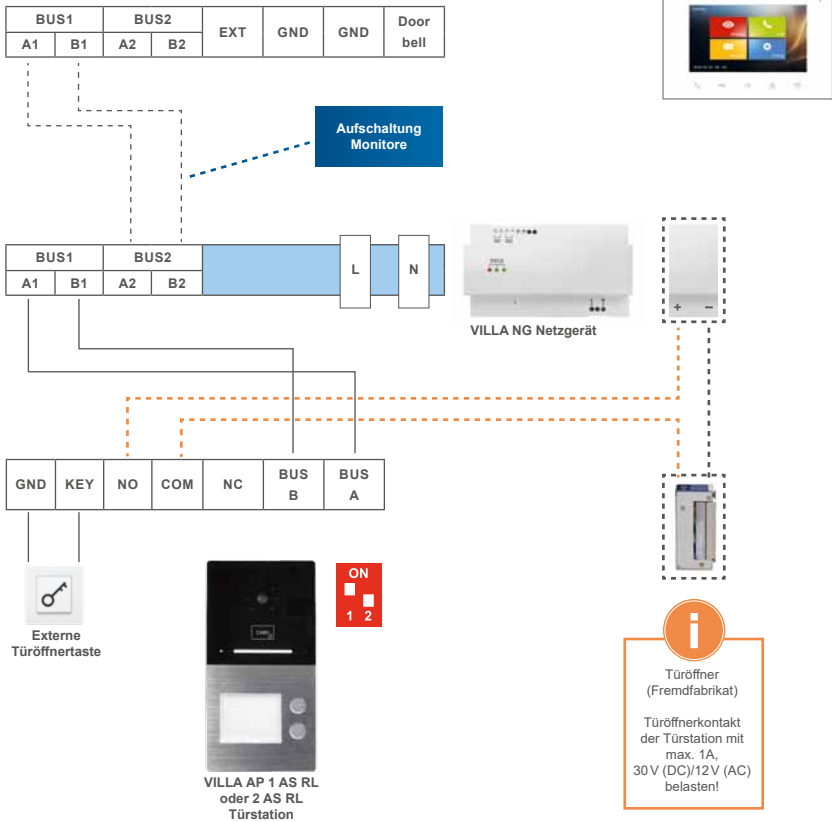 BUS1 BUS2 EXT GND GND Door bell
A1 B1 A2 B2
Aufschaltung
Monitore
BUS1 BUS2 L N
A1 B1 A2 B2
VILLA NG Netzgerät
+ −
GND KEY NO COM NC BUS B BUS A
Externe
Türöffnertaste
ON
1 2
VILLA AP 1 AS RL
oder 2 AS RL
Türstation
i
Türöffner
(Fremdfabrikat)
Türöffnerkontakt
der Türstation mit
max. 1A,
30 V (DC)/12 V (AC)
belasten!